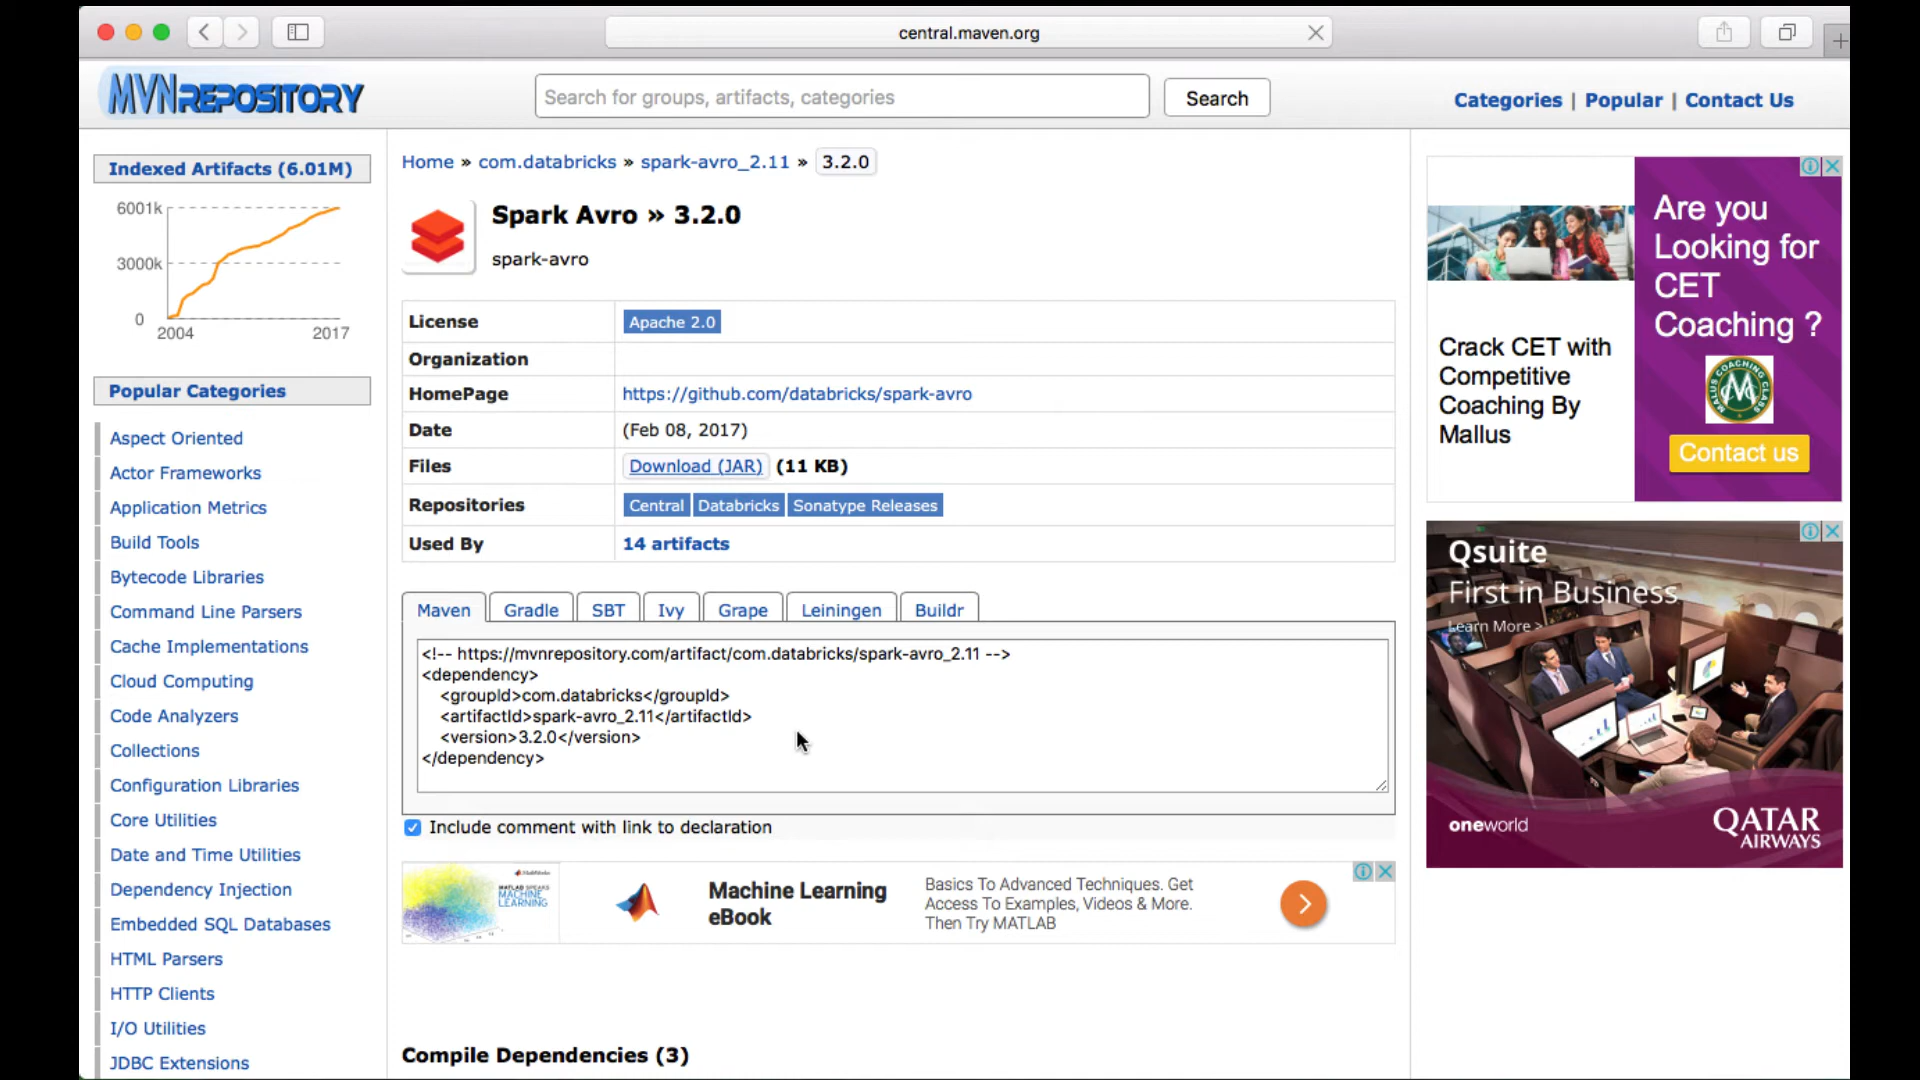 central.maven.org
MVNREPOSITORY
Search for groups, artifacts, categories
Search
Categories | Popular | Contact Us
Indexed Artifacts (6.01M)
6001k
3000k
0
2004
2017
Popular Categories
Aspect Oriented
Actor Frameworks
Application Metrics
Build Tools
Bytecode Libraries
Command Line Parsers
Cache Implementations
Cloud Computing
Code Analyzers
Collections
Configuration Libraries
Core Utilities
Date and Time Utilities
Dependency Injection
Embedded SQL Databases
HTML Parsers
HTTP Clients
I/O Utilities
JDBC Extensions
Home » com.databricks » spark-avro_2.11 » 3.2.0
Spark Avro » 3.2.0
spark-avro
License Apache 2.0
Organization
HomePage https://github.com/databricks/spark-avro
Date (Feb 08, 2017)
Files Download (JAR) (11 KB)
Repositories Central Databricks Sonatype Releases
Used By 14 artifacts
Maven Gradle SBT Ivy Grape Leiningen Buildr
<!-- https://mvnrepository.com/artifact/com.databricks/spark-avro_2.11 -->
<dependency>
<groupId>com.databricks</groupId>
<artifactId>spark-avro_2.11</artifactId>
<version>3.2.0</version>
</dependency>
Include comment with link to declaration
MathWorks
MATLAB SPEAKS
MACHINE
LEARNING
Machine Learning
eBook
Basics To Advanced Techniques. Get
Access To Examples, Videos & More.
Then Try MATLAB
Compile Dependencies (3)
Are you
Looking for
CET
Coaching ?
MALLUS COACHING CLASS
M
Contact us
Crack CET with
Competitive
Coaching By
Mallus
Qsuite
First in Business
Learn More >
oneworld
QATAR
AIRWAYS